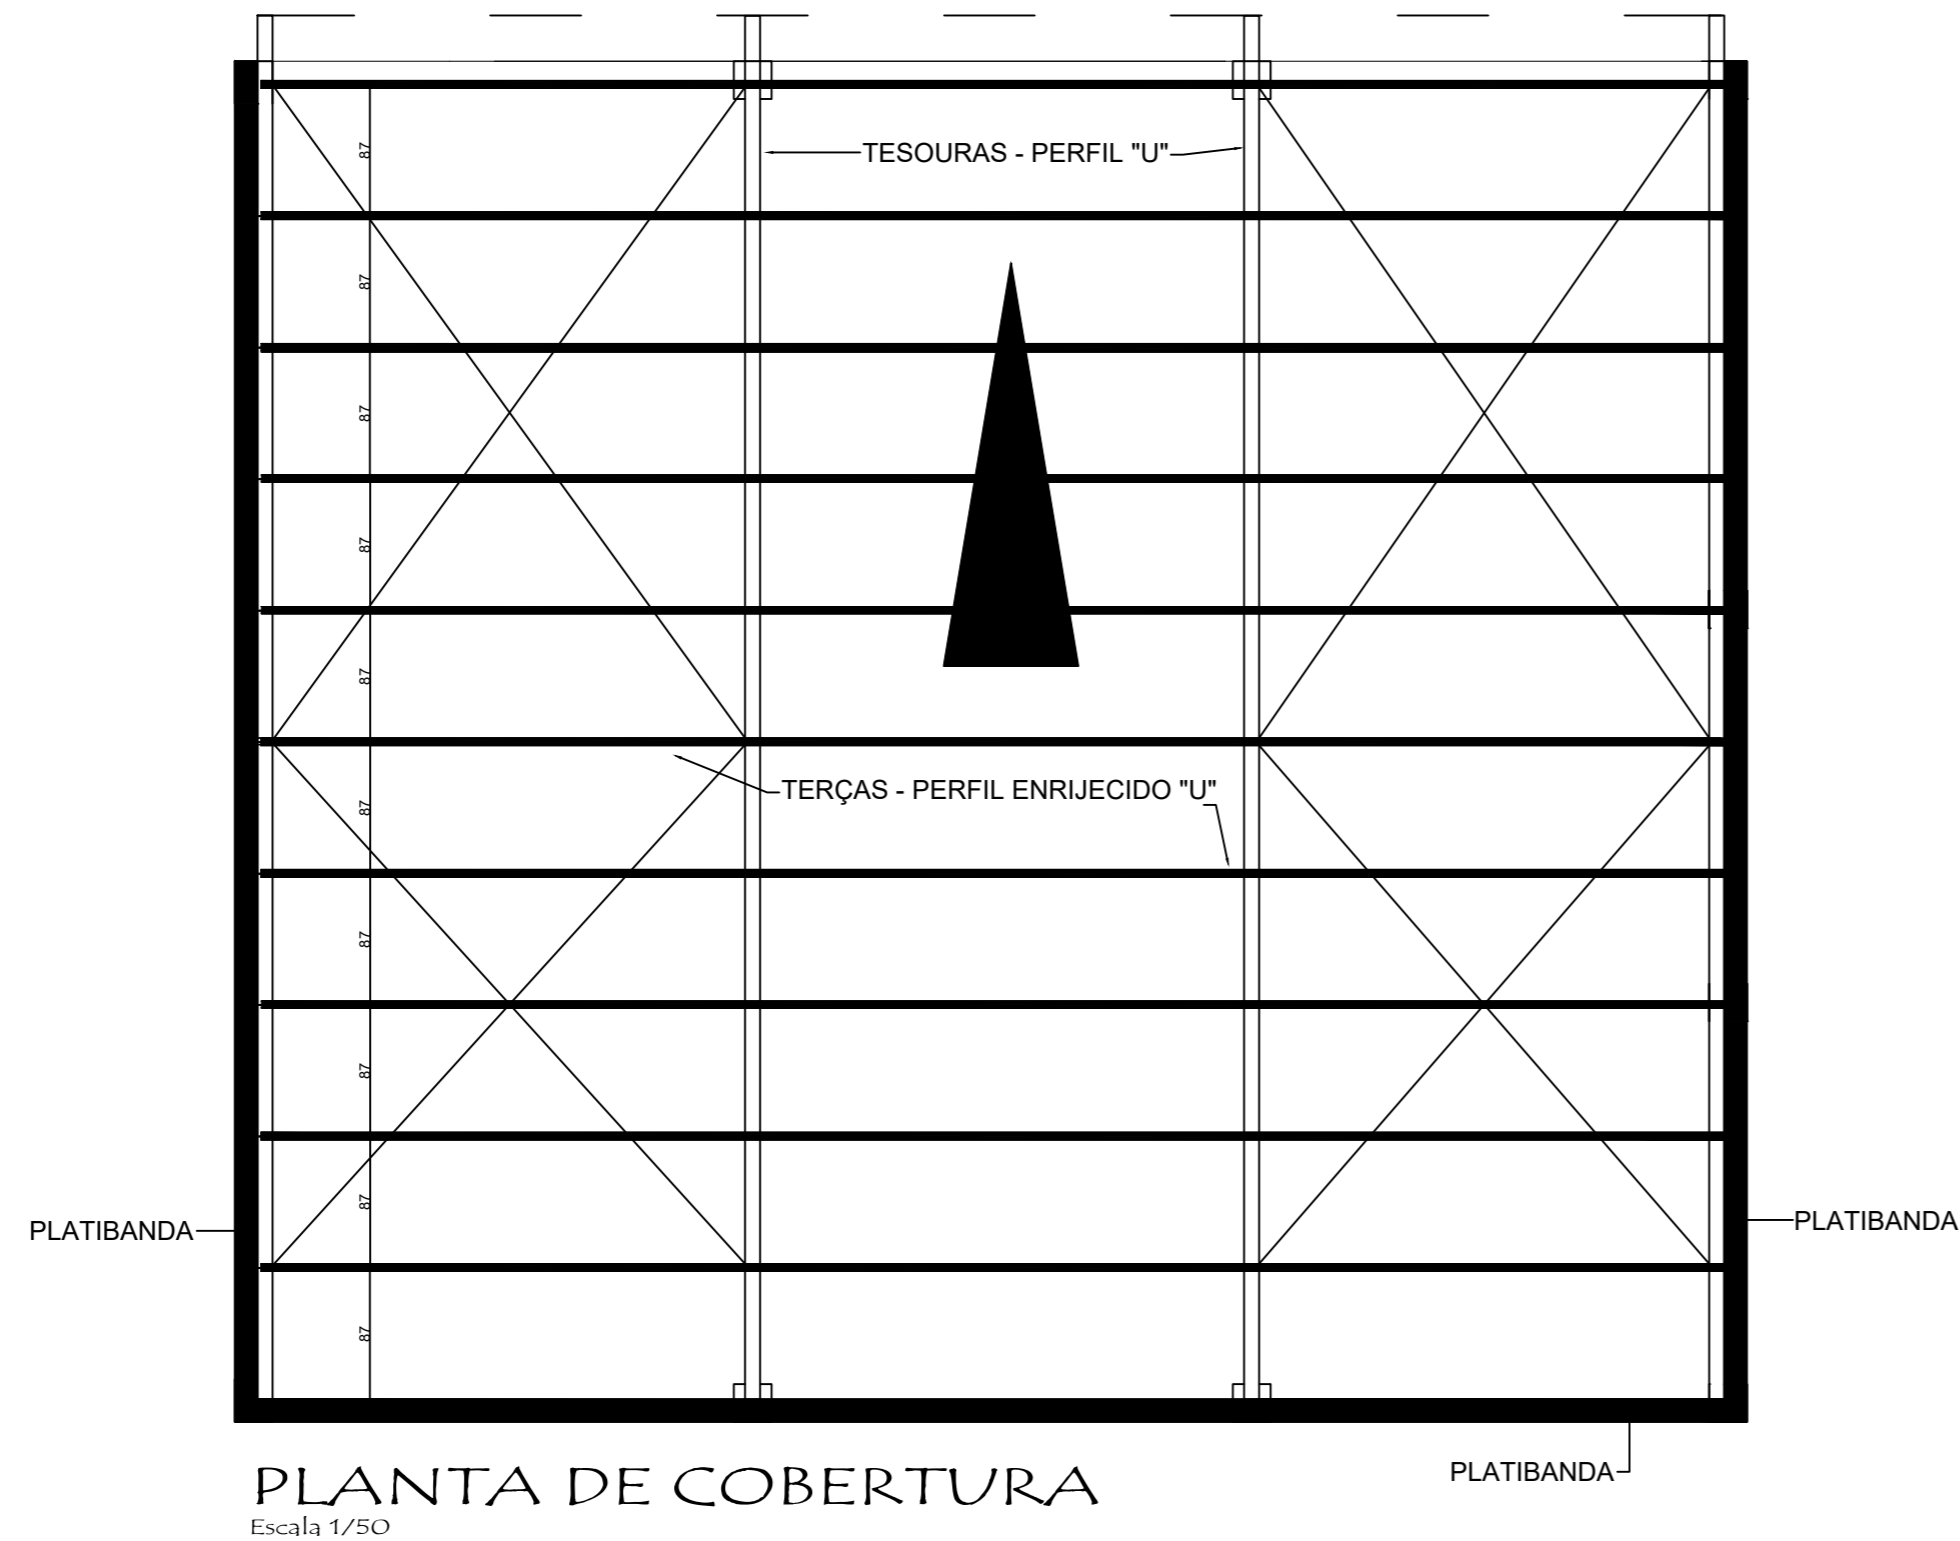 87
TESOURAS - PERFIL "U"
87
87
87
87
TERÇAS - PERFIL ENRIJECIDO "U"
87
87
87
87
PLATIBANDA
PLATIBANDA
87
PLATIBANDA
PLANTA DE COBERTURA
Escala 1/50